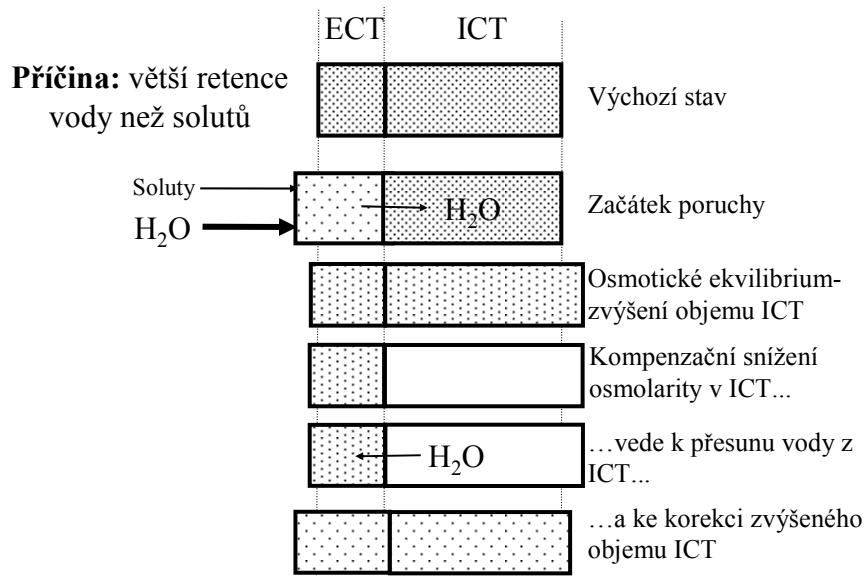 ECT ICT
Příčina: větší retence
vody než solutů
Výchozí stav
Soluty
H₂O
H₂O
Začátek poruchy
Osmotické ekvilibrium-
zvýšení objemu ICT
Kompenzační snížení
osmolarity v ICT...
H₂O
…vede k přesunu vody z
ICT...
…a ke korekci zvýšeného
objemu ICT